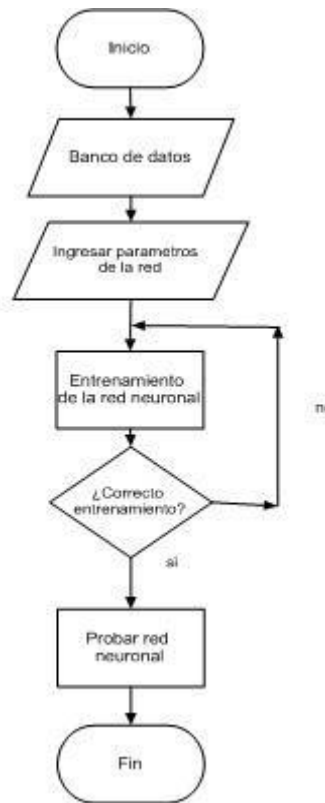 Inicio
Banco de datos
Ingresar parametros
de la red
Entrenamiento
de la red neuronal
¿Correcto
entrenamiento?
si
Probar red
neuronal
Fin